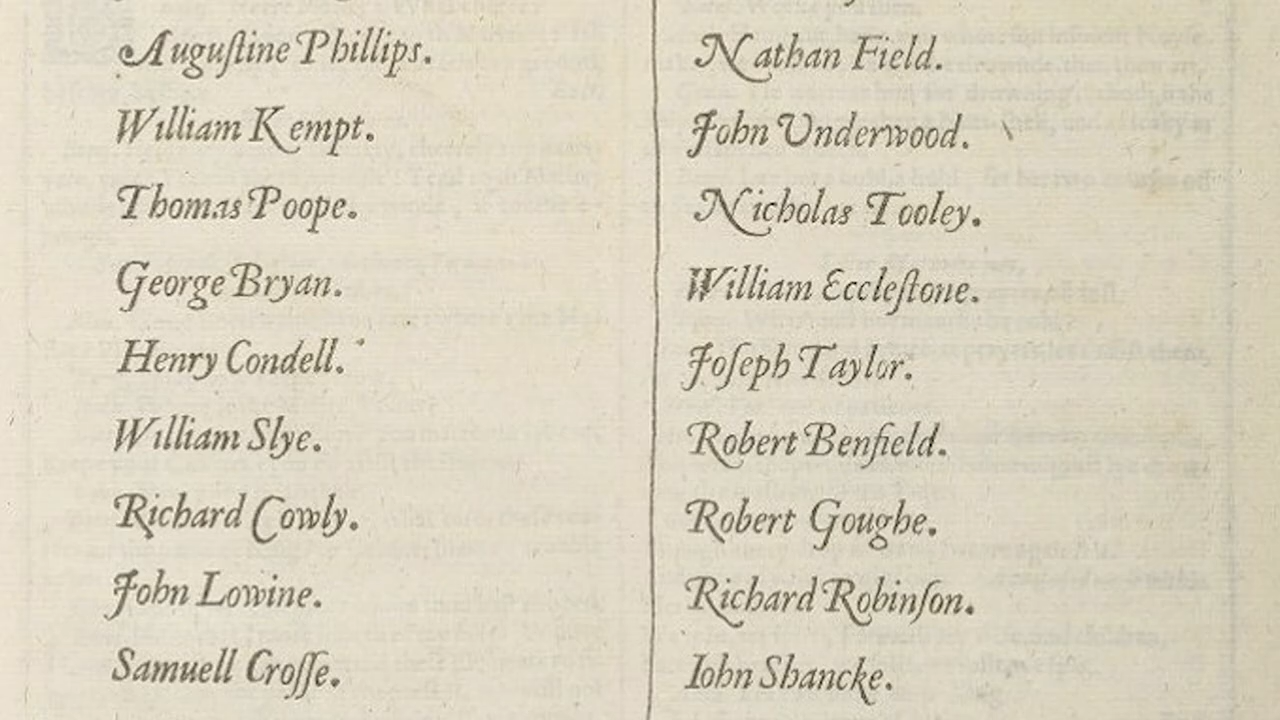 Auguſtine Phillips.
William Kempt.
Thomas Poope.
George Bryan.
Henry Condell.
William Slye.
Richard Cowly.
John Lowine.
Samuell Croſſe.
Nathan Field.
John Underwood.
Nicholas Tooley.
William Eccleſtone.
Joſeph Taylor.
Robert Benfield.
Robert Goughe.
Richard Robinſon.
Iohn Shancke.